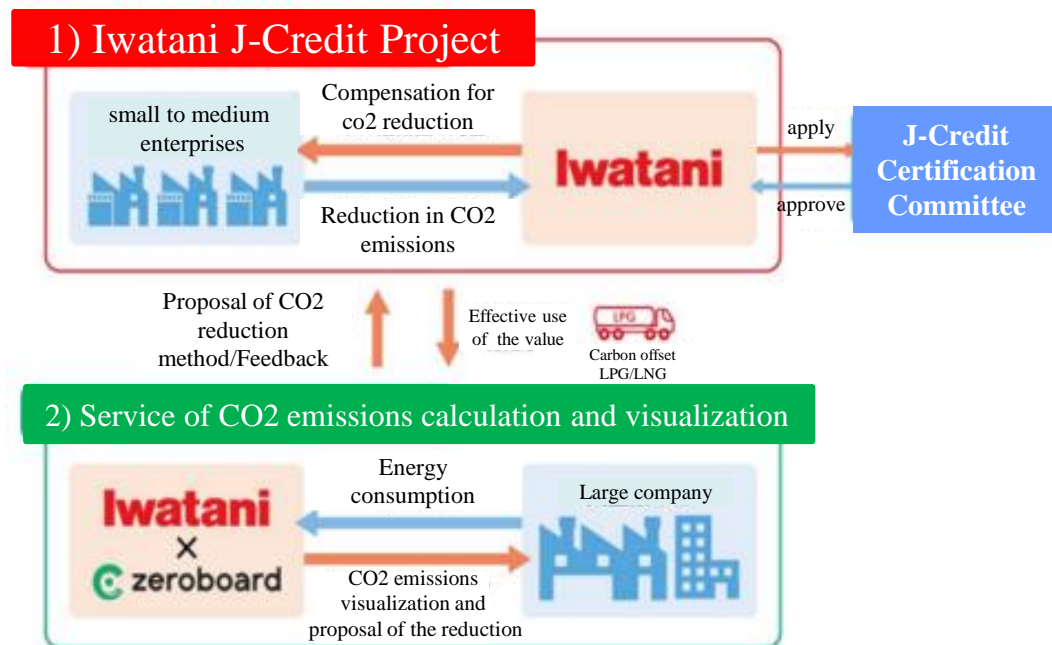 1) Iwatani J-Credit Project
small to medium
enterprises
Compensation for
co2 reduction
Reduction in CO2
emissions
Iwatani
apply
approve
J-Credit
Certification
Committee
Proposal of CO2
reduction
method/Feedback
Effective use
of the value
LPG
Carbon offset
LPG/LNG
2) Service of CO2 emissions calculation and visualization
Iwatani
×
zeroboard
Energy
consumption
CO2 emissions
visualization and
proposal of the reduction
Large company